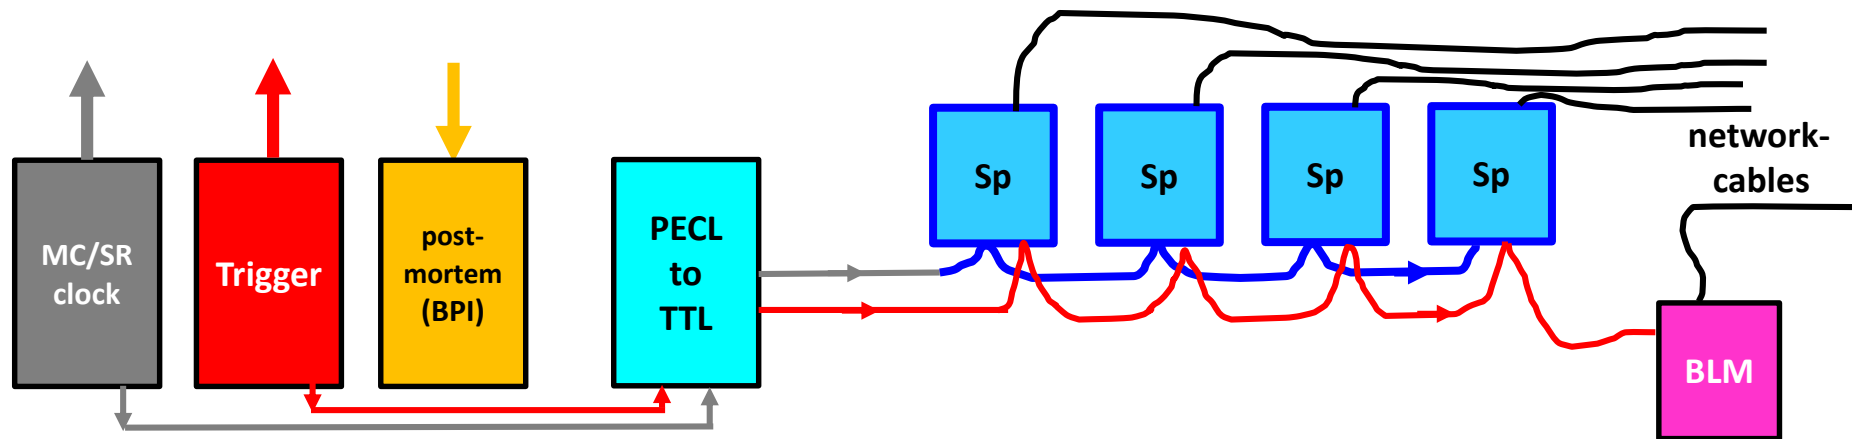 MC/SR
clock
Trigger
post-
mortem
(BPI)
PECL
to
TTL
Sp
Sp
Sp
Sp
network-
cables
BLM